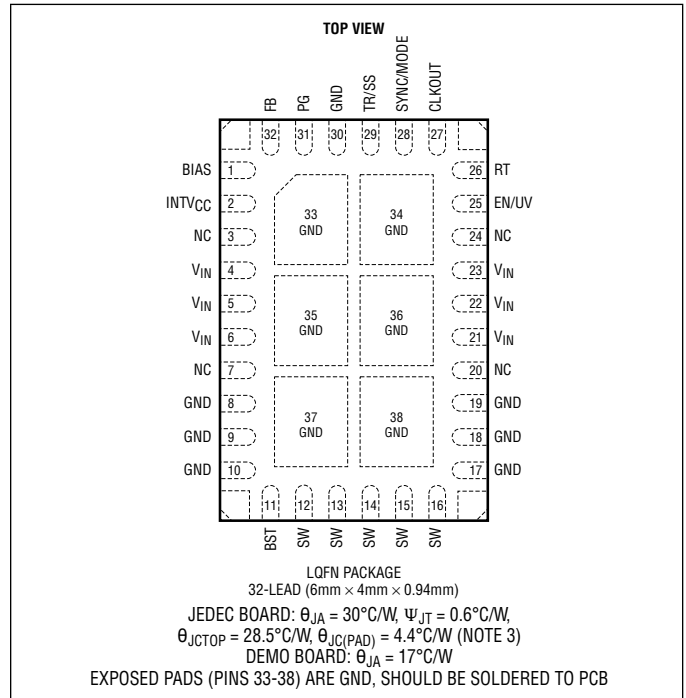 TOP VIEW
FB
PG
GND
TR/SS
SYNC/MODE
CLKOUT
32
31
30
29
28
27
BIAS 1
26 RT
INTVCC 2
25 EN/UV
33
GND
34
GND
NC 3
24 NC
VIN 4
23 VIN
VIN 5
22 VIN
35
GND
36
GND
VIN 6
21 VIN
NC 7
20 NC
GND 8
19 GND
37
GND
38
GND
GND 9
18 GND
GND 10
17 GND
11
12
13
14
15
16
BST
SW
SW
SW
SW
SW
LQFN PACKAGE
32-LEAD (6mm × 4mm × 0.94mm)
JEDEC BOARD: θJA = 30°C/W, ΨJT = 0.6°C/W,
θJCTOP = 28.5°C/W, θJC(PAD) = 4.4°C/W (NOTE 3)
DEMO BOARD: θJA = 17°C/W
EXPOSED PADS (PINS 33-38) ARE GND, SHOULD BE SOLDERED TO PCB